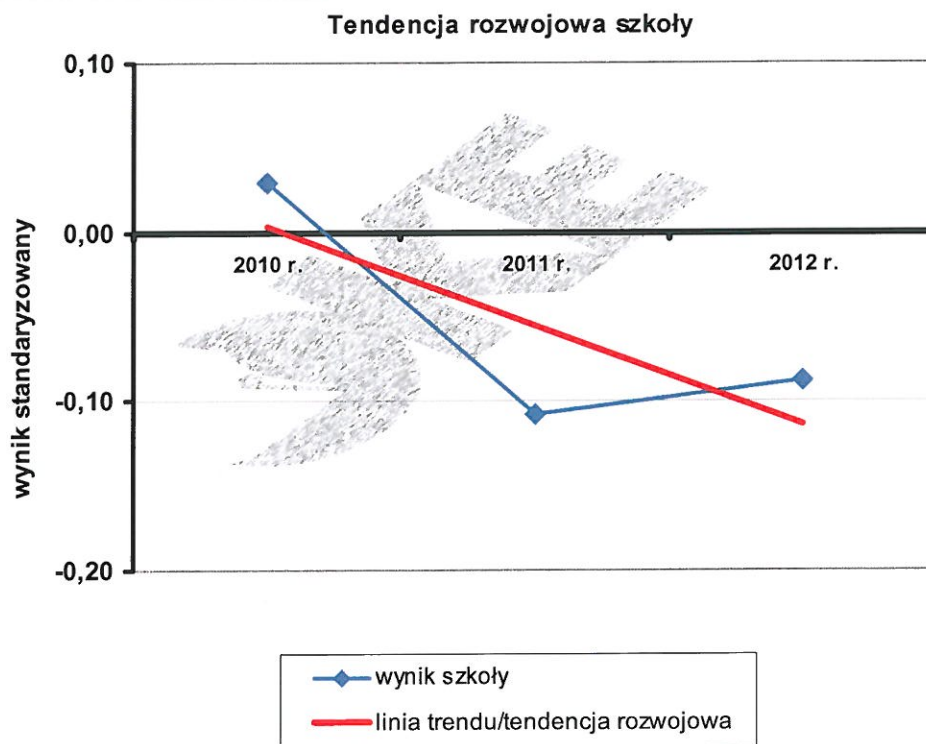 Tendencja rozwojowa szkoły
0,10
0,00
-0,10
-0,20
wynik standaryzowany
2010 r.
2011 r.
2012 r.
wynik szkoły
linia trendu/tendencja rozwojowa